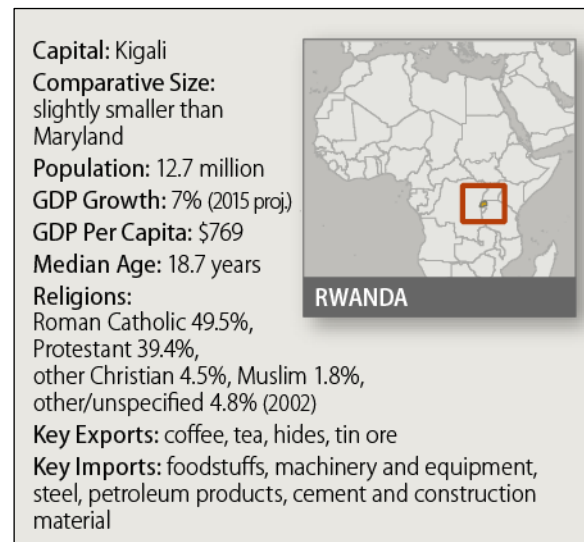 Capital: Kigali
Comparative Size:
slightly smaller than
Maryland
Population: 12.7 million
GDP Growth: 7% (2015 proj.)
GDP Per Capita: $769
Median Age: 18.7 years
Religions:
Roman Catholic 49.5%,
Protestant 39.4%,
other Christian 4.5%, Muslim 1.8%,
other/unspecified 4.8% (2002)
Key Exports: coffee, tea, hides, tin ore
Key Imports: foodstuffs, machinery and equipment,
steel, petroleum products, cement and construction
material
RWANDA